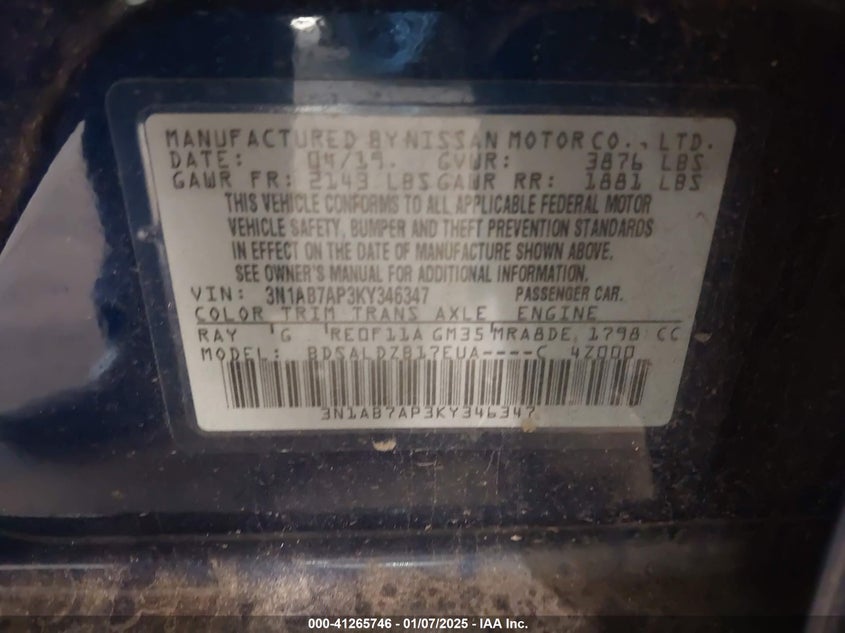 MANUFACTURED BY NISSAN MOTOR CO., LTD.
DATE: 04/19. GVWR: 3876 LBS
GAWR FR: 2143 LBS GAWR RR: 1881 LBS
THIS VEHICLE CONFORMS TO ALL APPLICABLE FEDERAL MOTOR
VEHICLE SAFETY, BUMPER AND THEFT PREVENTION STANDARDS
IN EFFECT ON THE DATE OF MANUFACTURE SHOWN ABOVE.
SEE OWNER'S MANUAL FOR ADDITIONAL INFORMATION.
VIN: 3N1AB7AP3KY346347 PASSENGER CAR.
COLOR TRIM TRANS AXLE ENGINE
RAY 'G 'RE0F11A GM35'MRA8DE, 1798 CC
MODEL: BDSALDZB17EUA----C 4Z000
3N1AB7AP3KY346347
000-41265746 - 01/07/2025 - IAA Inc.